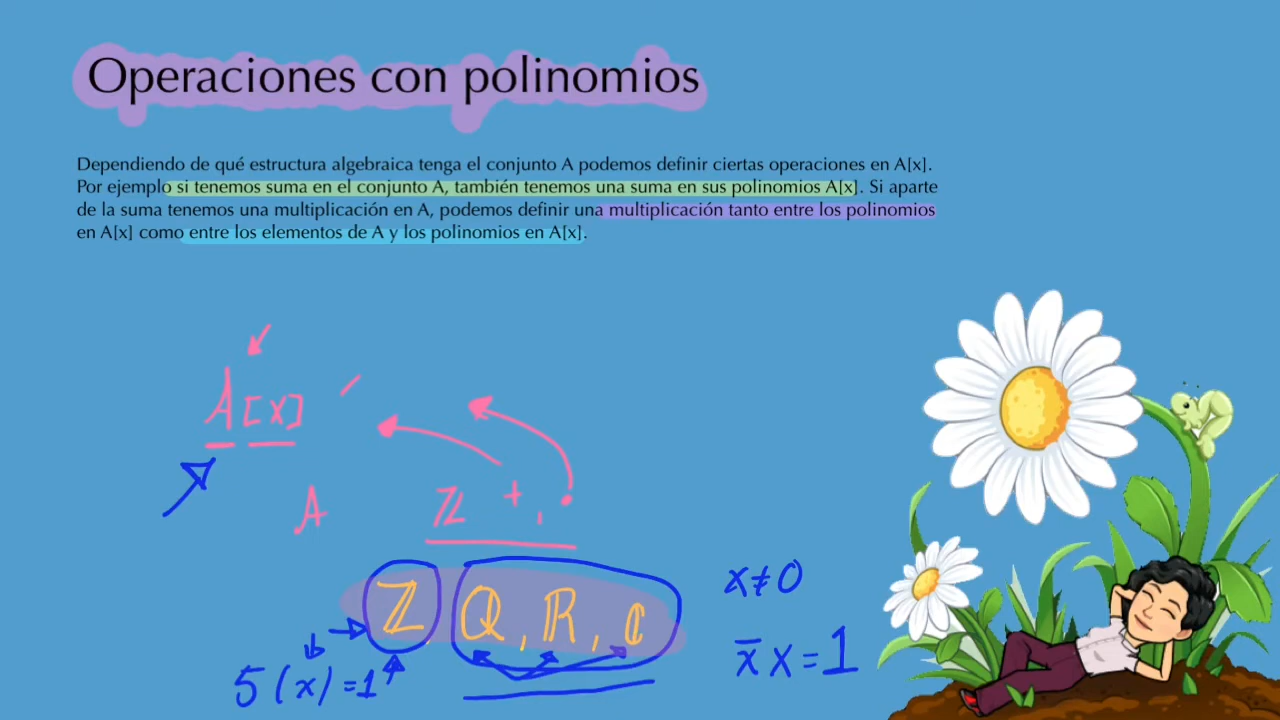 Operaciones con polinomios
Dependiendo de qué estructura algebraica tenga el conjunto A podemos definir ciertas operaciones en A[x].
Por ejemplo si tenemos suma en el conjunto A, también tenemos una suma en sus polinomios A[x]. Si aparte
de la suma tenemos una multiplicación en A, podemos definir una multiplicación tanto entre los polinomios
en A[x] como entre los elementos de A y los polinomios en A[x].
A[x]
A ℤ + , •
ℤ ℚ , ℝ , ℂ
x≠0
5(x)=1
x̄x=1